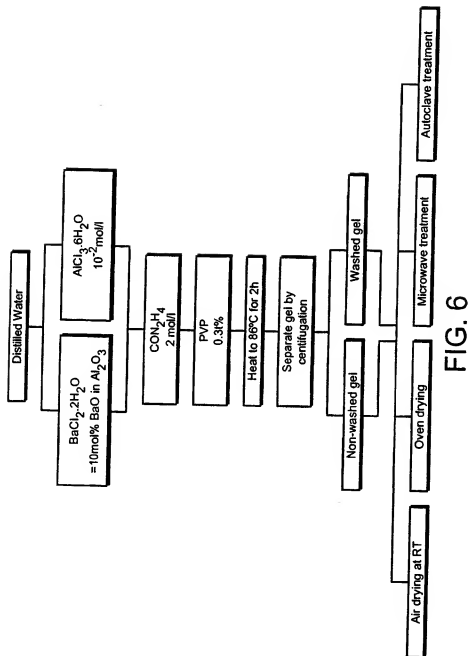 Distilled Water
BaCl2.2H2O
=10mol% BaO in Al2O3
AlCl3.6H2O
10-2mol/l
CON2H4
2 mol/l
PVP
0.3t%
Heat to 86ºC for 2h
Separate gel by
centifugation
Non-washed gel
Washed gel
Air drying at RT
Oven drying
Microwave treatment
Autoclave treatment
FIG. 6